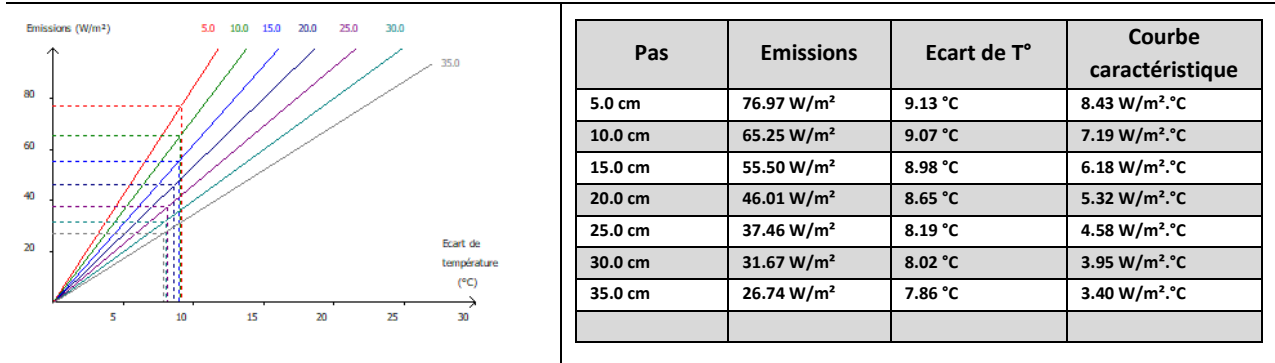 Emissions (W/m²)
5.0 10.0 15.0 20.0 25.0 30.0
35.0
80
60
40
20
Ecart de
température
(°C)
5 10 15 20 25 30
Pas Emissions Ecart de T° Courbe
caractéristique
5.0 cm 76.97 W/m² 9.13 °C 8.43 W/m².°C
10.0 cm 65.25 W/m² 9.07 °C 7.19 W/m².°C
15.0 cm 55.50 W/m² 8.98 °C 6.18 W/m².°C
20.0 cm 46.01 W/m² 8.65 °C 5.32 W/m².°C
25.0 cm 37.46 W/m² 8.19 °C 4.58 W/m².°C
30.0 cm 31.67 W/m² 8.02 °C 3.95 W/m².°C
35.0 cm 26.74 W/m² 7.86 °C 3.40 W/m².°C